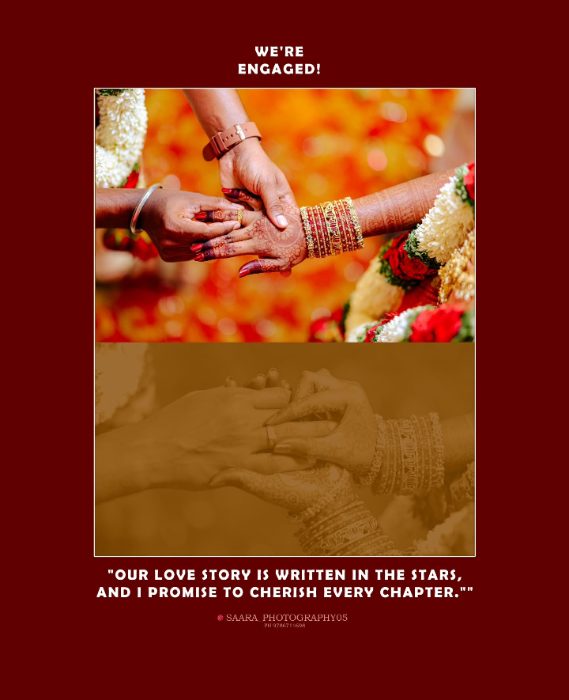 WE'RE
ENGAGED!
"OUR LOVE STORY IS WRITTEN IN THE STARS,
AND I PROMISE TO CHERISH EVERY CHAPTER.""
SAARA PHOTOGRAPHY05